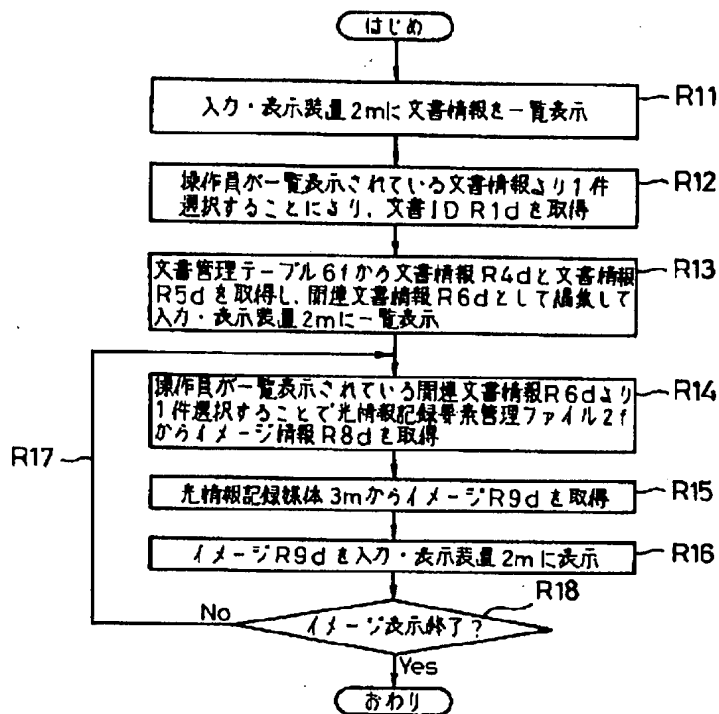 はじめ
入力・表示装置2mに文書情報を一覧表示
R11
操作員が一覧表示されている文書情報より1件
選択することにより、文書ID R1dを取得
R12
文書管理テーブル6fから文書情報R4dと文書情報
R5dを取得し、関連文書情報R6dとして編集して
入力・表示装置2mに一覧表示
R13
操作員が一覧表示されている関連文書情報R6dより
1件選択することで光情報記録要素管理ファイル2f
からイメージ情報R8dを取得
R14
R17
光情報記録媒体3mからイメージR9dを取得
R15
イメージR9dを入力・表示装置2mに表示
R16
R18
No
イメージ表示終了?
Yes
おわり